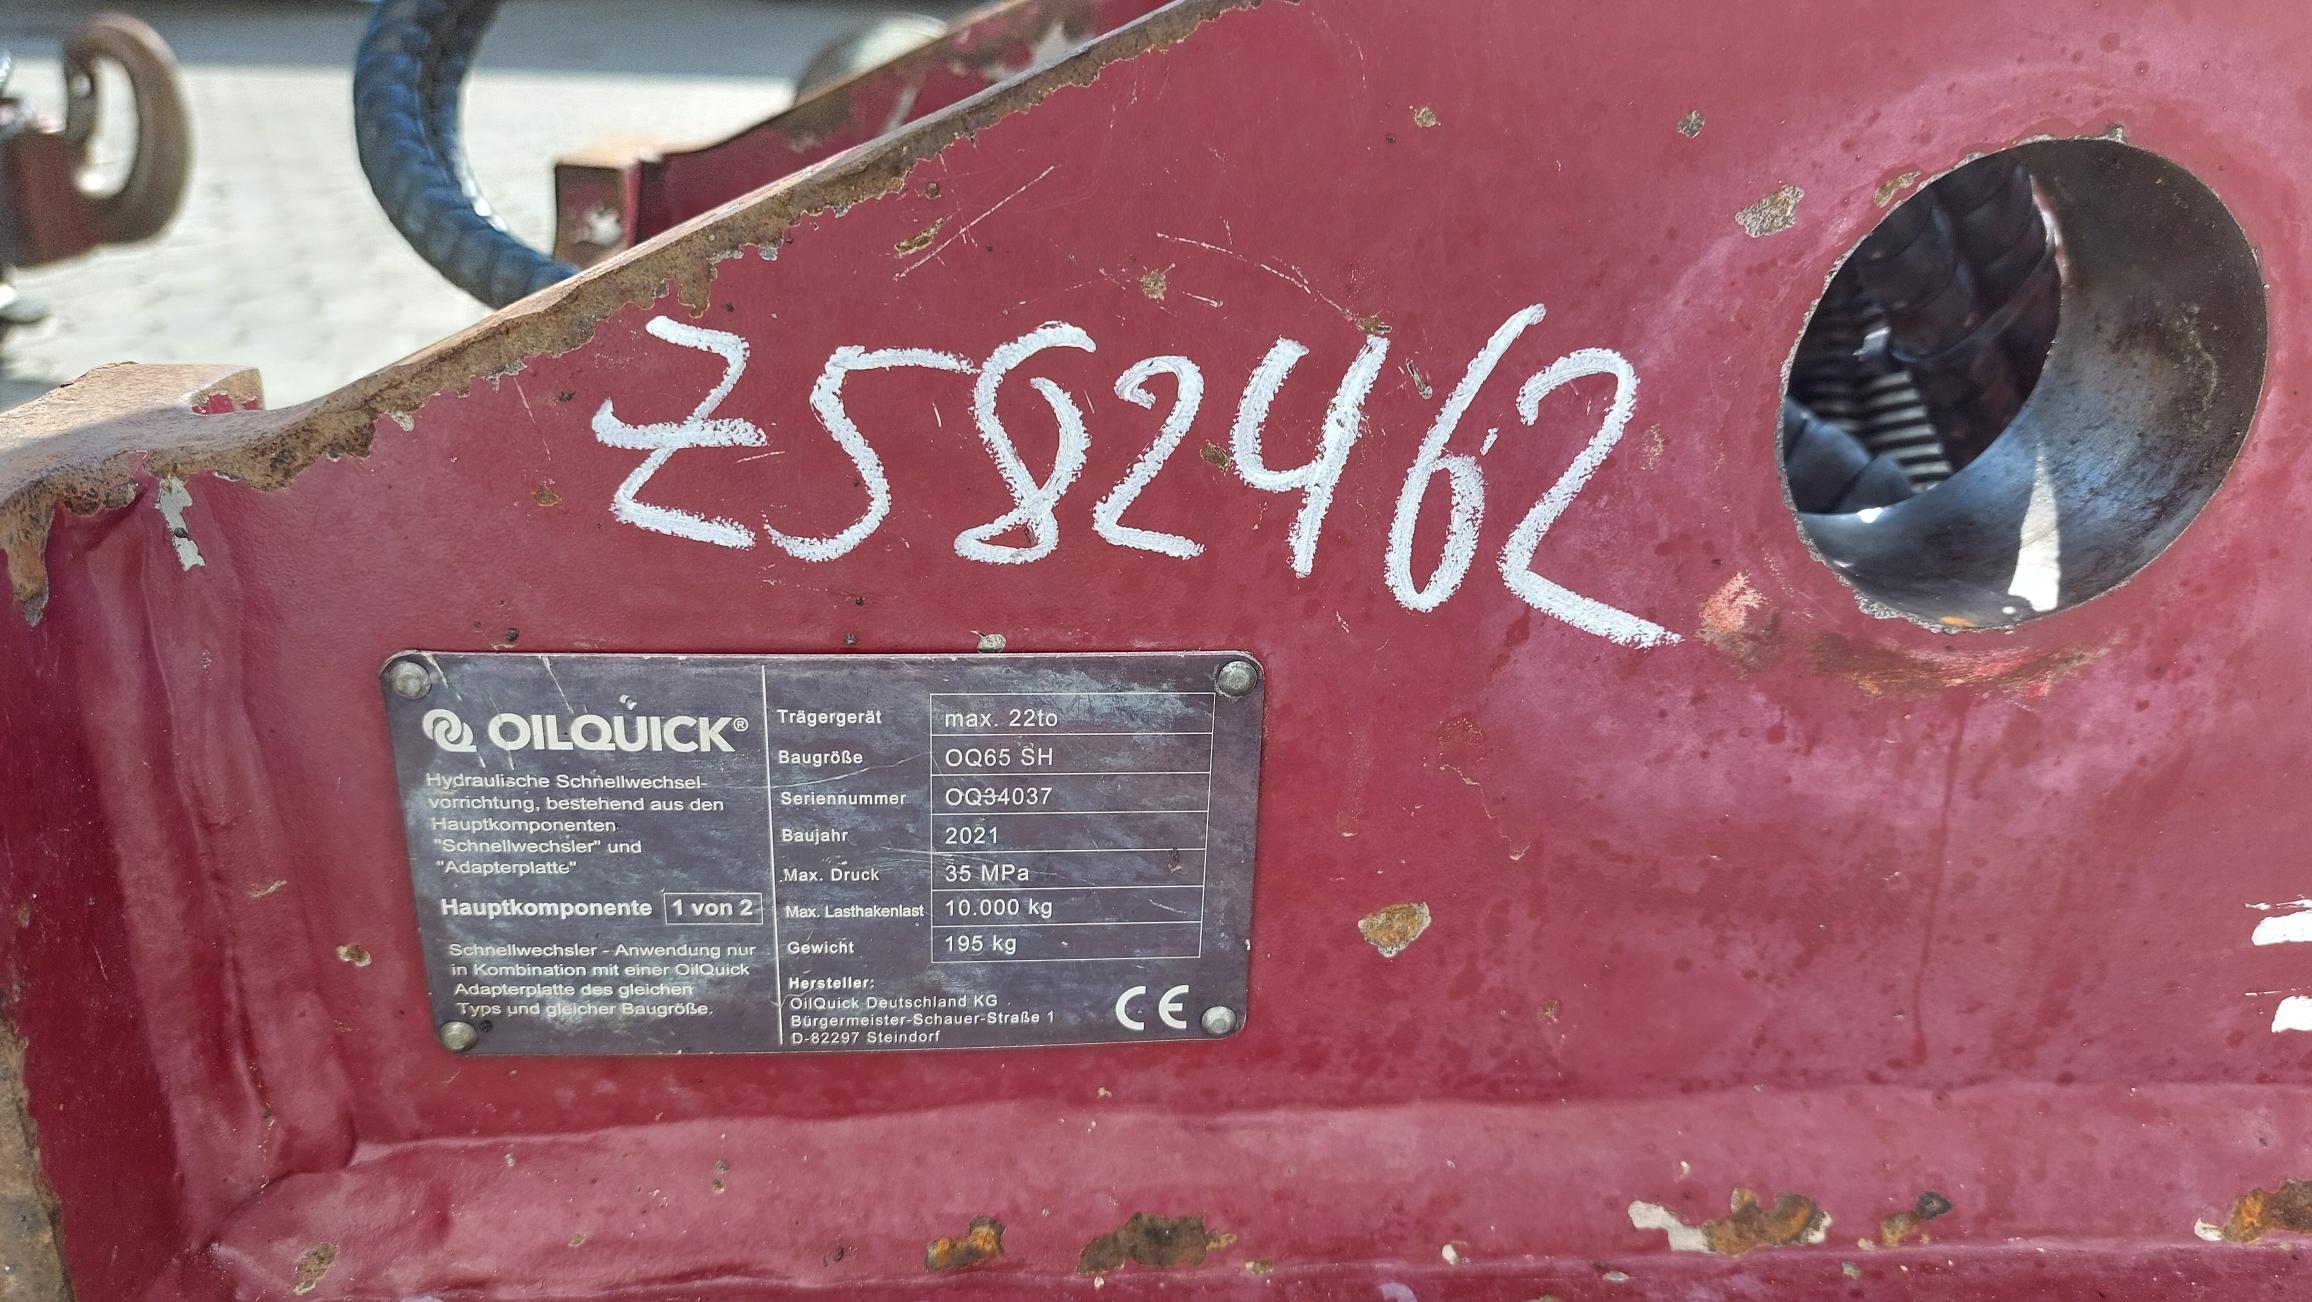 Z582462
OILQUICK®
Hydraulische Schnellwechsel-
vorrichtung, bestehend aus den
Hauptkomponenten
"Schnellwechsler" und
"Adapterplatte"
Hauptkomponente 1 von 2
Schnellwechsler - Anwendung nur
in Kombination mit einer OilQuick
Adapterplatte des gleichen
Typs und gleicher Baugröße.
Trägergerät max. 22to
Baugröße OQ65 SH
Seriennummer OQ34037
Baujahr 2021
Max. Druck 35 MPa
Max. Lasthakenlast 10.000 kg
Gewicht 195 kg
Hersteller:
OilQuick Deutschland KG
Bürgermeister-Schauer-Straße 1
D-82297 Steindorf
CE